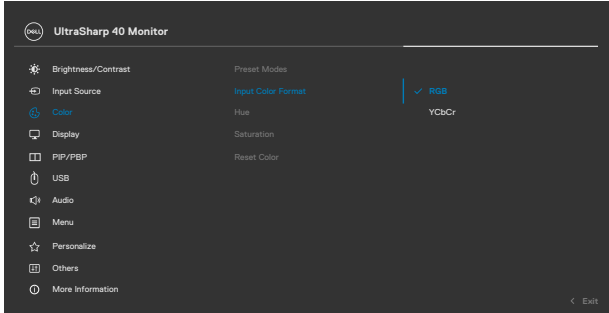 DELL UltraSharp 40 Monitor
Brightness/Contrast Preset Modes
Input Source Input Color Format RGB
Color Hue YCbCr
Display Saturation
PIP/PBP Reset Color
USB
Audio
Menu
Personalize
Others
More Information
Exit